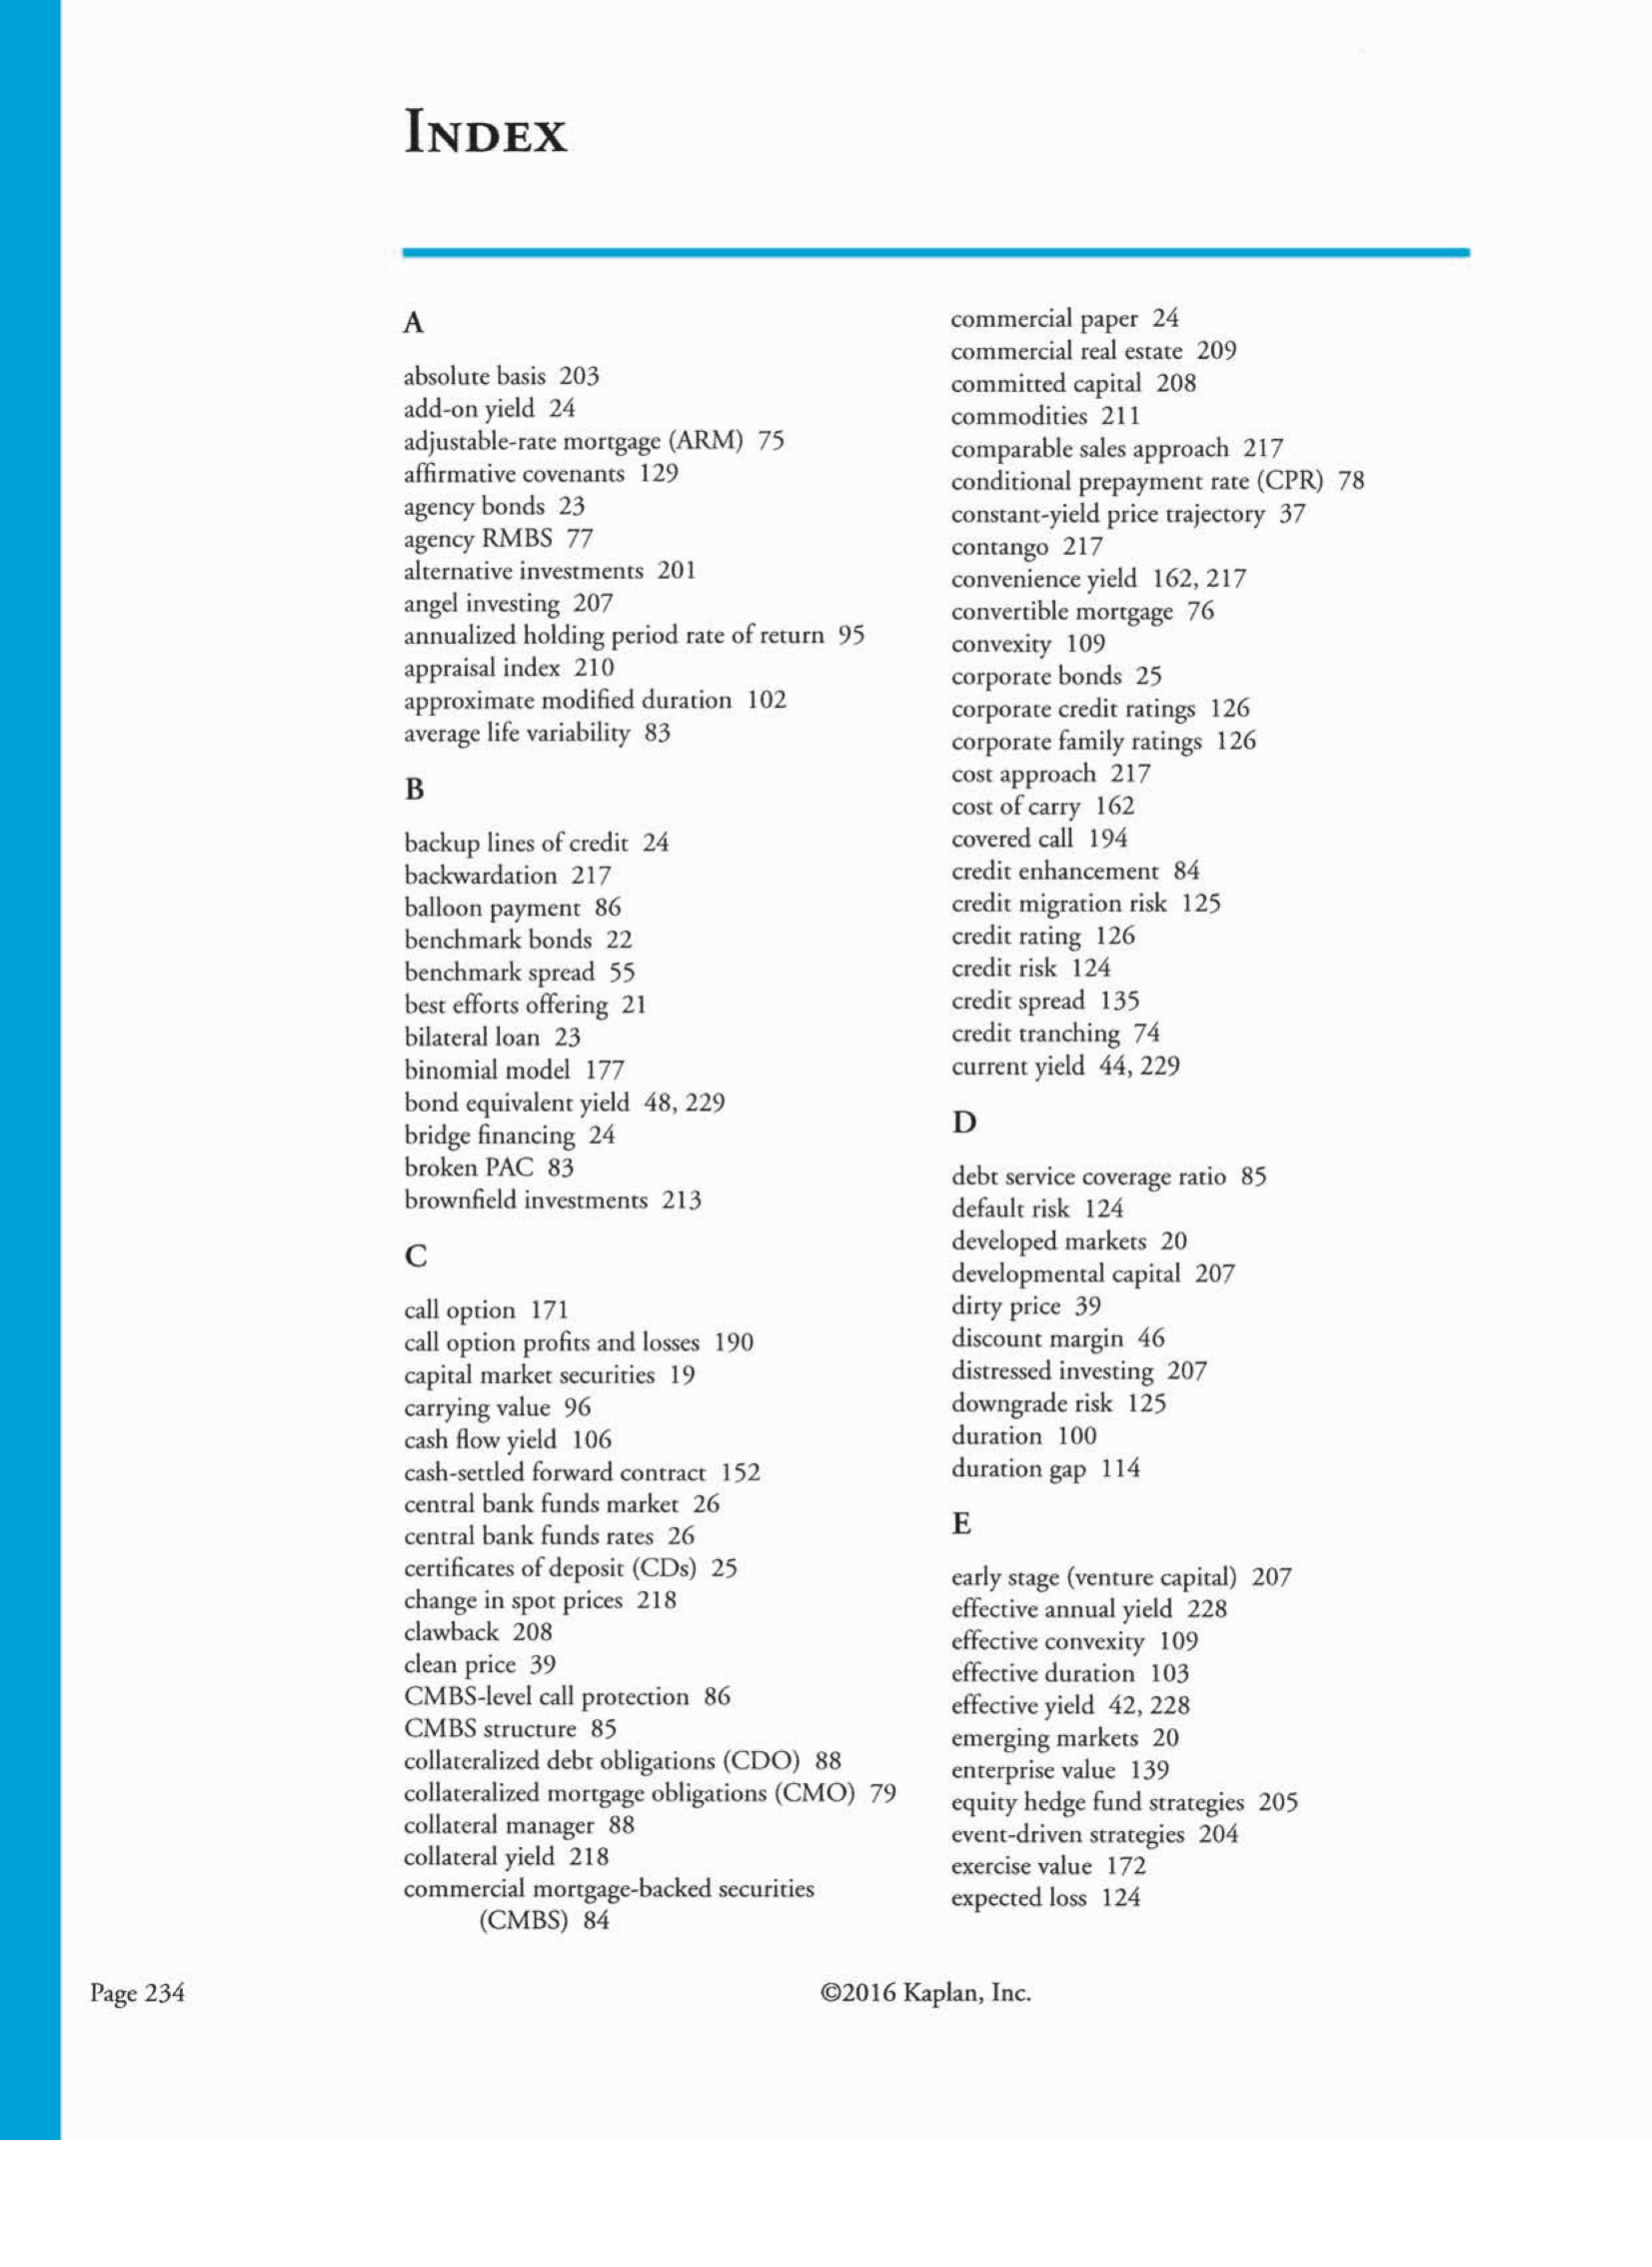 INDEX
A
absolute basis 203
add-on yield 24
adjustable-rate mortgage (ARM) 75
affirmative covenants 129
agency bonds 23
agency RMBS 77
alternative investments 201
angel investing 207
annualized holding period rate of return 95
appraisal index 210
approximate modified duration 102
average life variability 83
B
backup lines of credit 24
backwardation 217
balloon payment 86
benchmark bonds 22
benchmark spread 55
best efforts offering 21
bilateral loan 23
binomial model 177
bond equivalent yield 48, 229
bridge financing 24
broken PAC 83
brownfield investments 213
C
call option 171
call option profits and losses 190
capital market securities 19
carrying value 96
cash flow yield 106
cash-settled forward contract 152
central bank funds market 26
central bank funds rates 26
certificates of deposit (CDs) 25
change in spot prices 218
clawback 208
clean price 39
CMBS-level call protection 86
CMBS structure 85
collateralized debt obligations (CDO) 88
collateralized mortgage obligations (CMO) 79
collateral manager 88
collateral yield 218
commercial mortgage-backed securities
(CMBS) 84
commercial paper 24
commercial real estate 209
committed capital 208
commodities 211
comparable sales approach 217
conditional prepayment rate (CPR) 78
constant-yield price trajectory 37
contango 217
convenience yield 162, 217
convertible mortgage 76
convexity 109
corporate bonds 25
corporate credit ratings 126
corporate family ratings 126
cost approach 217
cost of carry 162
covered call 194
credit enhancement 84
credit migration risk 125
credit rating 126
credit risk 124
credit spread 135
credit tranching 74
current yield 44, 229
D
debt service coverage ratio 85
default risk 124
developed markets 20
developmental capital 207
dirty price 39
discount margin 46
distressed investing 207
downgrade risk 125
duration 100
duration gap 114
E
early stage (venture capital) 207
effective annual yield 228
effective convexity 109
effective duration 103
effective yield 42, 228
emerging markets 20
enterprise value 139
equity hedge fund strategies 205
event-driven strategies 204
exercise value 172
expected loss 124
Page 234
©2016 Kaplan, Inc.